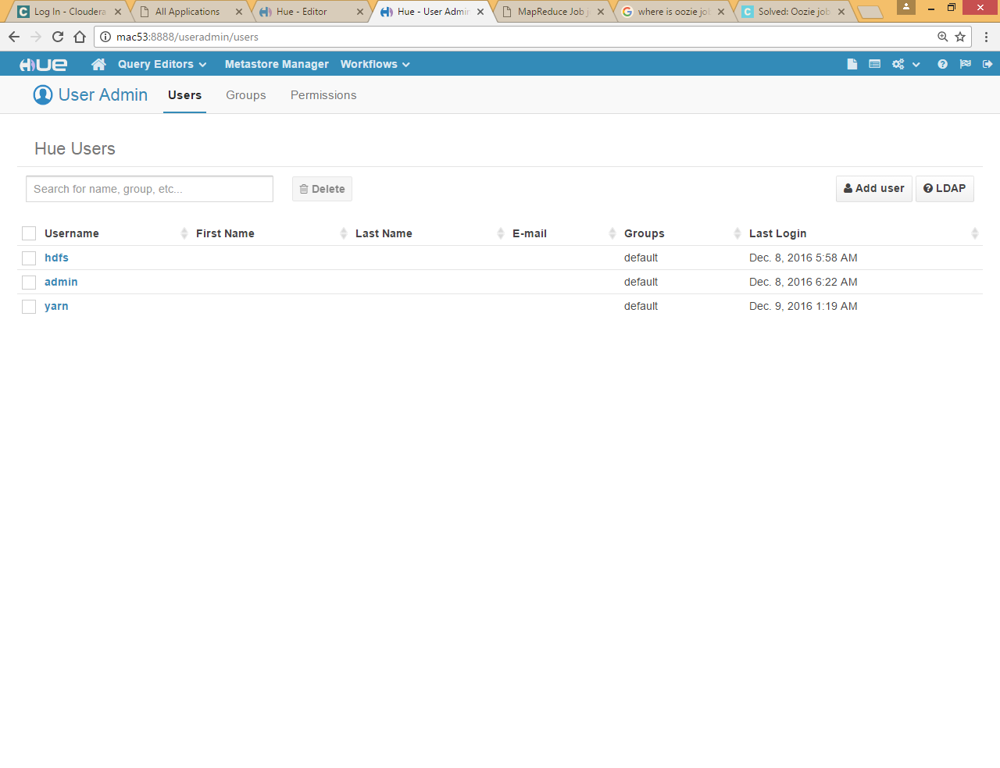 Log In - Cloudera
All Applications
Hue - Editor
Hue - User Admin
MapReduce Job j
where is oozie jo
Solved: Oozie job
mac53:8888/useradmin/users
HUE
Query Editors
Metastore Manager
Workflows
User Admin
Users
Groups
Permissions
Hue Users
Search for name, group, etc...
Delete
Add user
LDAP
Username First Name Last Name E-mail Groups Last Login
hdfs default Dec. 8, 2016 5:58 AM
admin default Dec. 8, 2016 6:22 AM
yarn default Dec. 9, 2016 1:19 AM